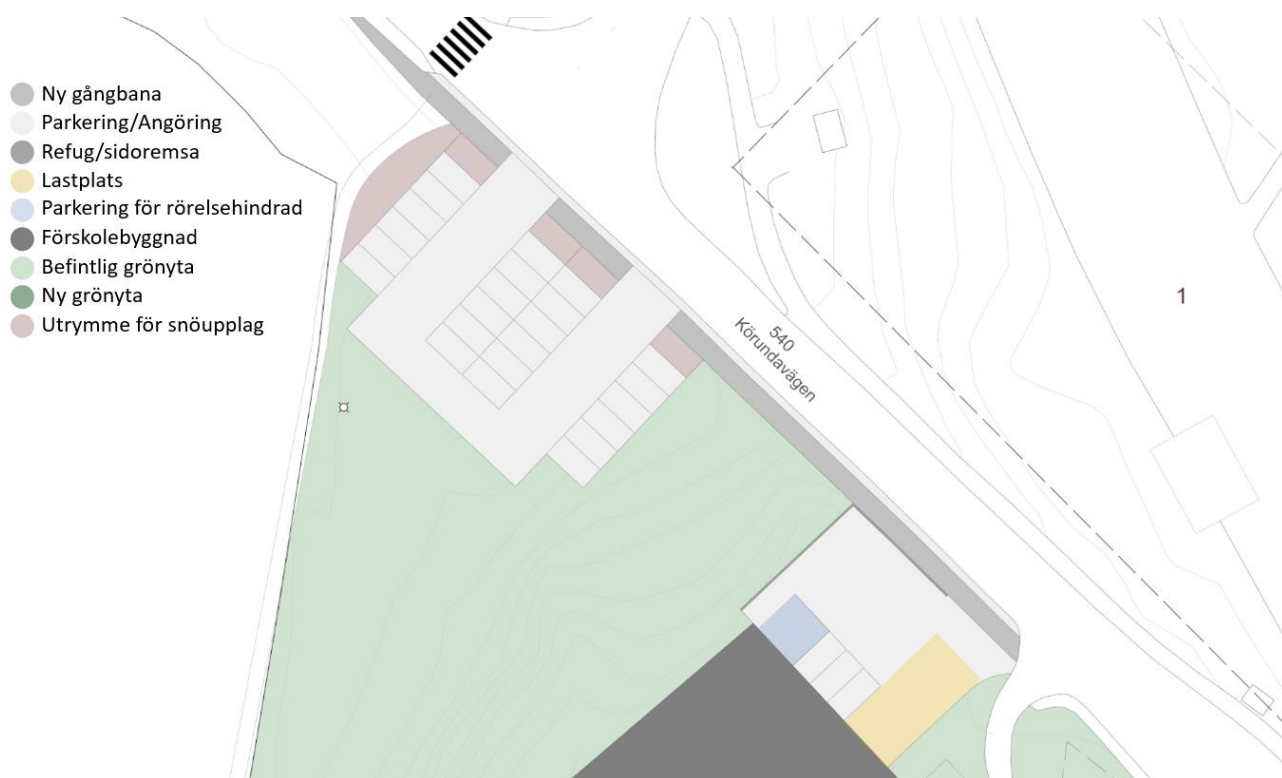 Ny gångbana
Parkering/Angöring
Refug/sidoremsa
Lastplats
Parkering för rörelsehindrad
Förskolebyggnad
Befintlig grönyta
Ny grönyta
Utrymme för snöupplag
1
540
Körundavägen